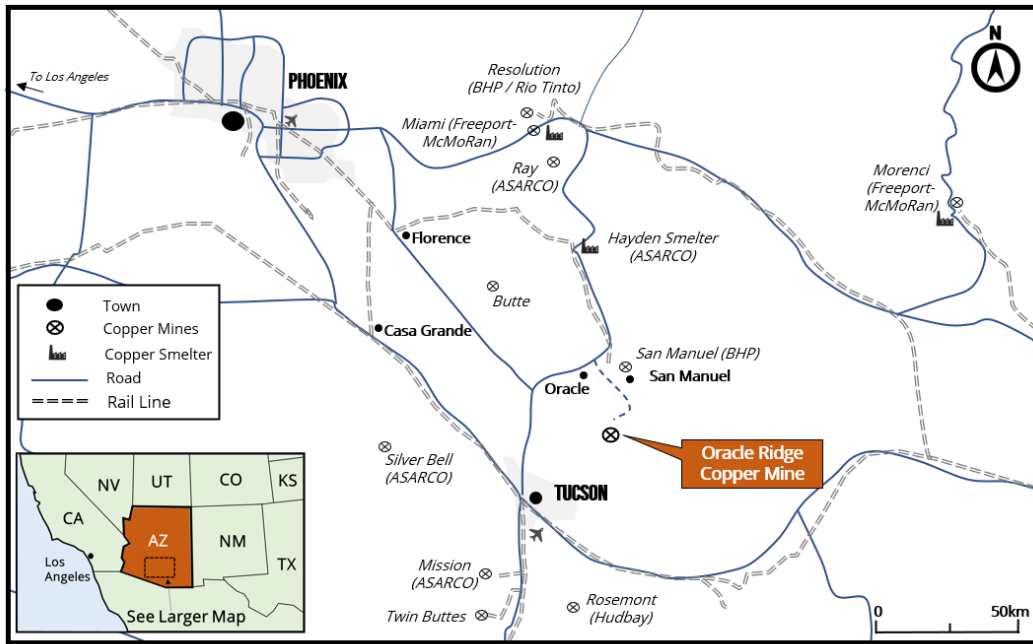 N
To Los Angeles
PHOENIX
Resolution
(BHP / Rio Tinto)
Miami (Freeport-
McMoRan)
Ray
(ASARCO)
Morenci
(Freeport-
McMoRan)
Florence
Hayden Smelter
(ASARCO)
Butte
Casa Grande
San Manuel (BHP)
Oracle
San Manuel
Oracle Ridge
Copper Mine
Silver Bell
(ASARCO)
TUCSON
Mission
(ASARCO)
Twin Buttes
Rosemont
(Hudbay)
0 50km
Town
Copper Mines
Copper Smelter
Road
Rail Line
NV
UT
CO
KS
CA
AZ
NM
TX
Los
Angeles
See Larger Map